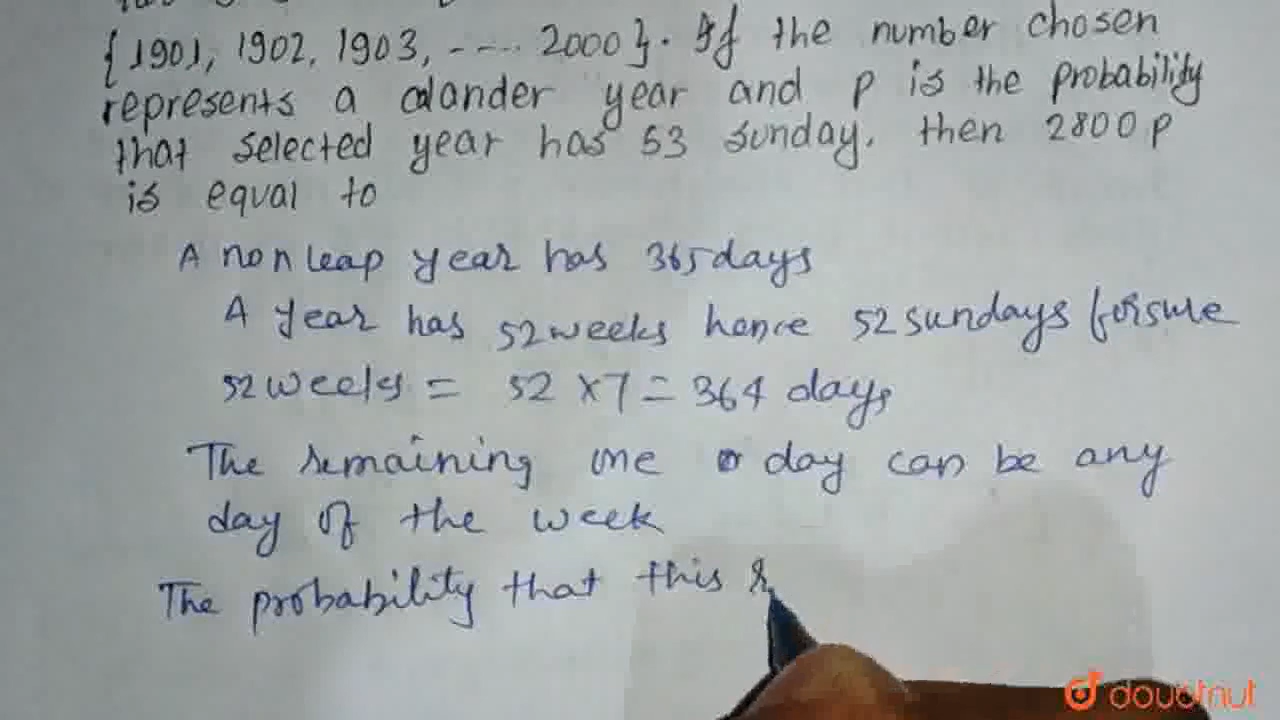 {1901, 1902, 1903, ---- 2000}. If the number chosen
represents a calander year and p is the probability
that selected year has 53 sunday. then 2800 p
is equal to
A non leap year has 365 days
A year has 52 weeks hence 52 sundays for sure
52 weeks = 52 × 7 = 364 days
The remaining one day can be any
day of the week
The probability that this
doubtnut